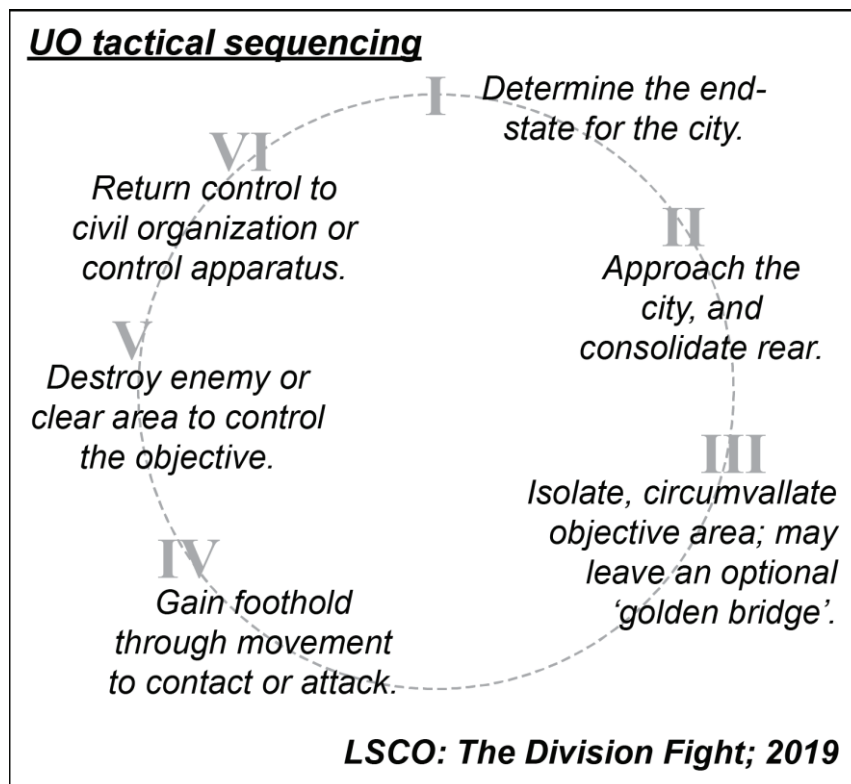 UO tactical sequencing
I
Determine the end-
state for the city.
II
Approach the
city, and
consolidate rear.
III
Isolate, circumvallate
objective area; may
leave an optional
‘golden bridge’.
IV
Gain foothold
through movement
to contact or attack.
V
Destroy enemy or
clear area to control
the objective.
VI
Return control to
civil organization or
control apparatus.
LSCO: The Division Fight; 2019